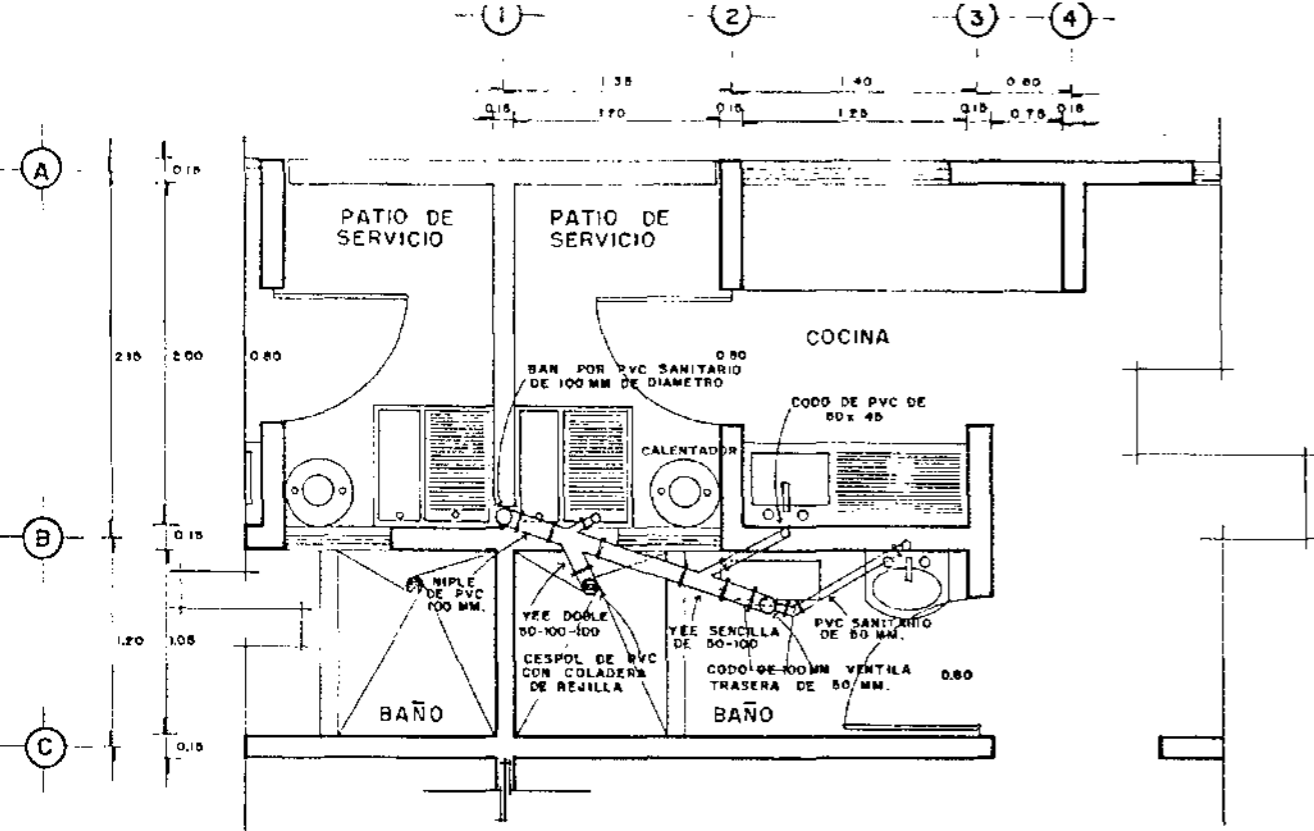 1
2
3
4
1.35
1.40
0.60
0.15
1.20
0.15
1.25
0.15
0.75
0.15
A
0.15
PATIO DE
SERVICIO
PATIO DE
SERVICIO
COCINA
2.15
2.00
0.80
0.80
BAN POR PVC SANITARIO
DE 100 MM DE DIAMETRO
CODO DE PVC DE
50 x 45
CALENTADOR
B
0.15
NIPLE
DE PVC
100 MM.
YEE DOBLE
50-100-100
YEE SENCILLA
DE 50-100
PVC SANITARIO
DE 50 MM.
1.20
1.05
CESPOL DE PVC
CON COLADERA
DE REJILLA
CODO DE 100 MM VENTILA
TRASERA DE 50 MM.
0.60
BAÑO
BAÑO
C
0.15